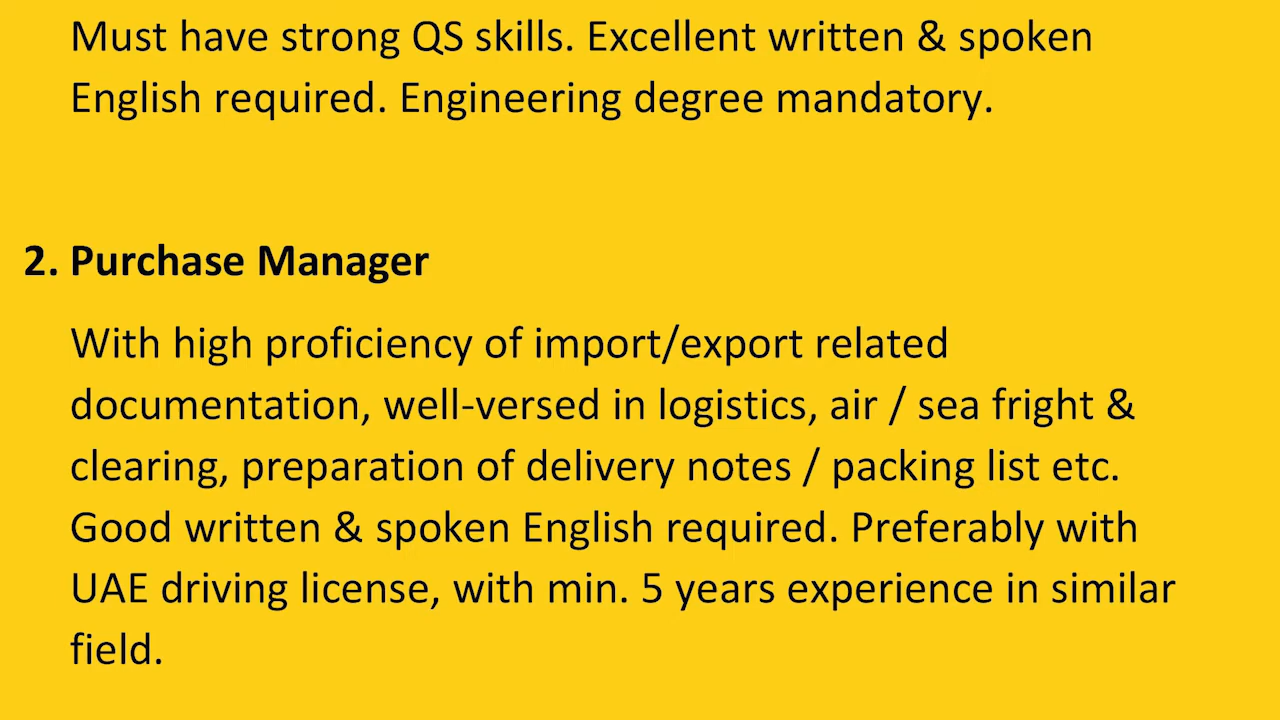 Must have strong QS skills. Excellent written & spoken
English required. Engineering degree mandatory.
2. Purchase Manager
With high proficiency of import/export related
documentation, well-versed in logistics, air / sea fright &
clearing, preparation of delivery notes / packing list etc.
Good written & spoken English required. Preferably with
UAE driving license, with min. 5 years experience in similar
field.